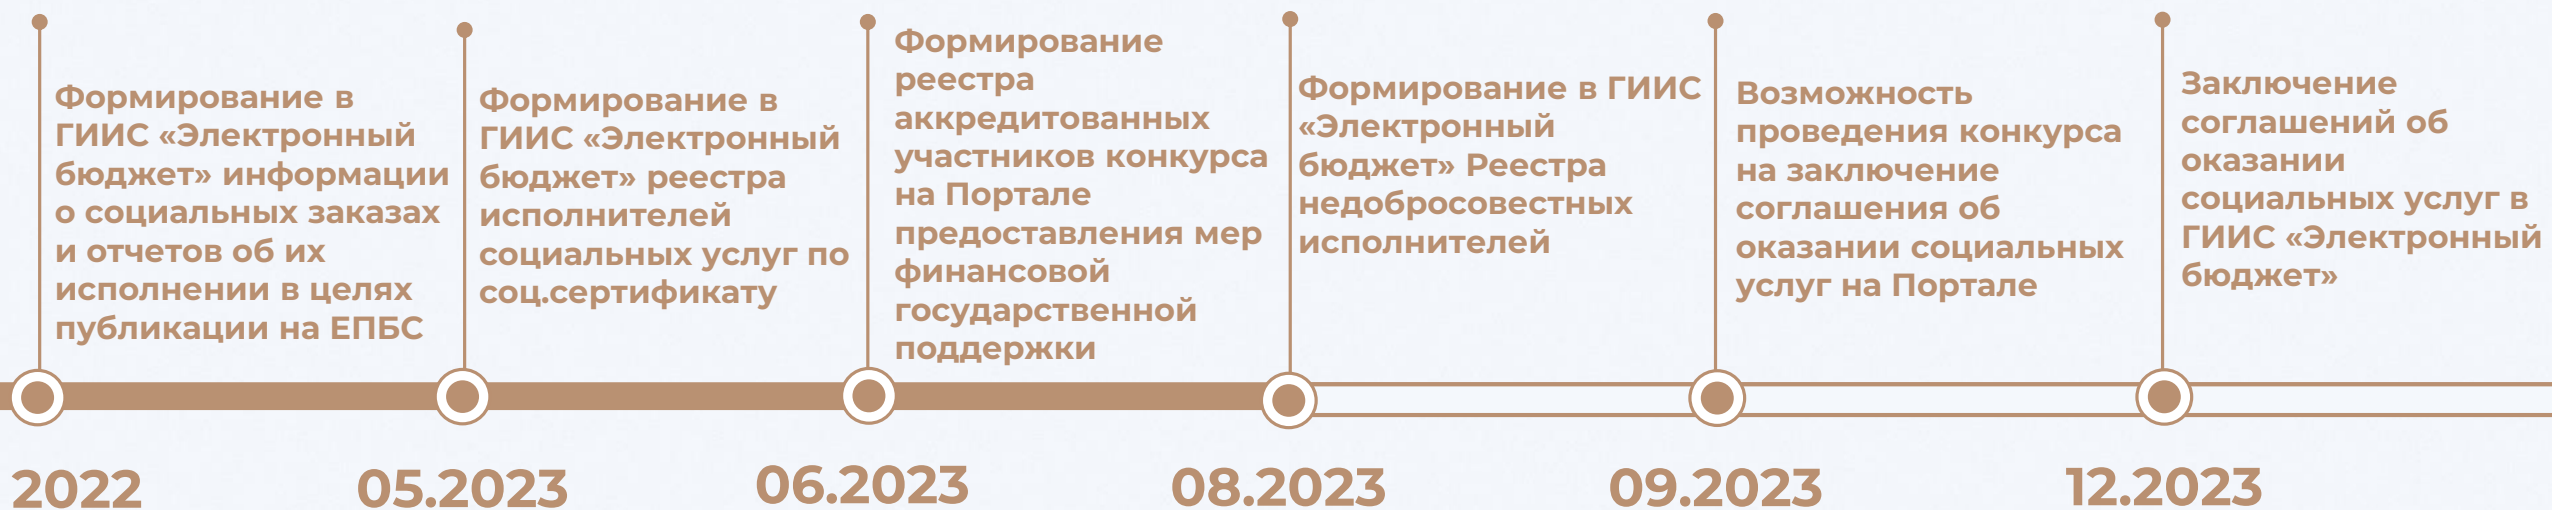 Формирование в
ГИИС «Электронный
бюджет» информации
о социальных заказах
и отчетов об их
исполнении в целях
публикации на ЕПБС
Формирование в
ГИИС «Электронный
бюджет» реестра
исполнителей
социальных услуг по
соц.сертификату
Формирование
реестра
аккредитованных
участников конкурса
на Портале
предоставления мер
финансовой
государственной
поддержки
Формирование в ГИИС
«Электронный
бюджет» Реестра
недобросовестных
исполнителей
Возможность
проведения конкурса
на заключение
соглашения об
оказании социальных
услуг на Портале
Заключение
соглашений об
оказании
социальных услуг в
ГИИС «Электронный
бюджет»
2022
05.2023
06.2023
08.2023
09.2023
12.2023